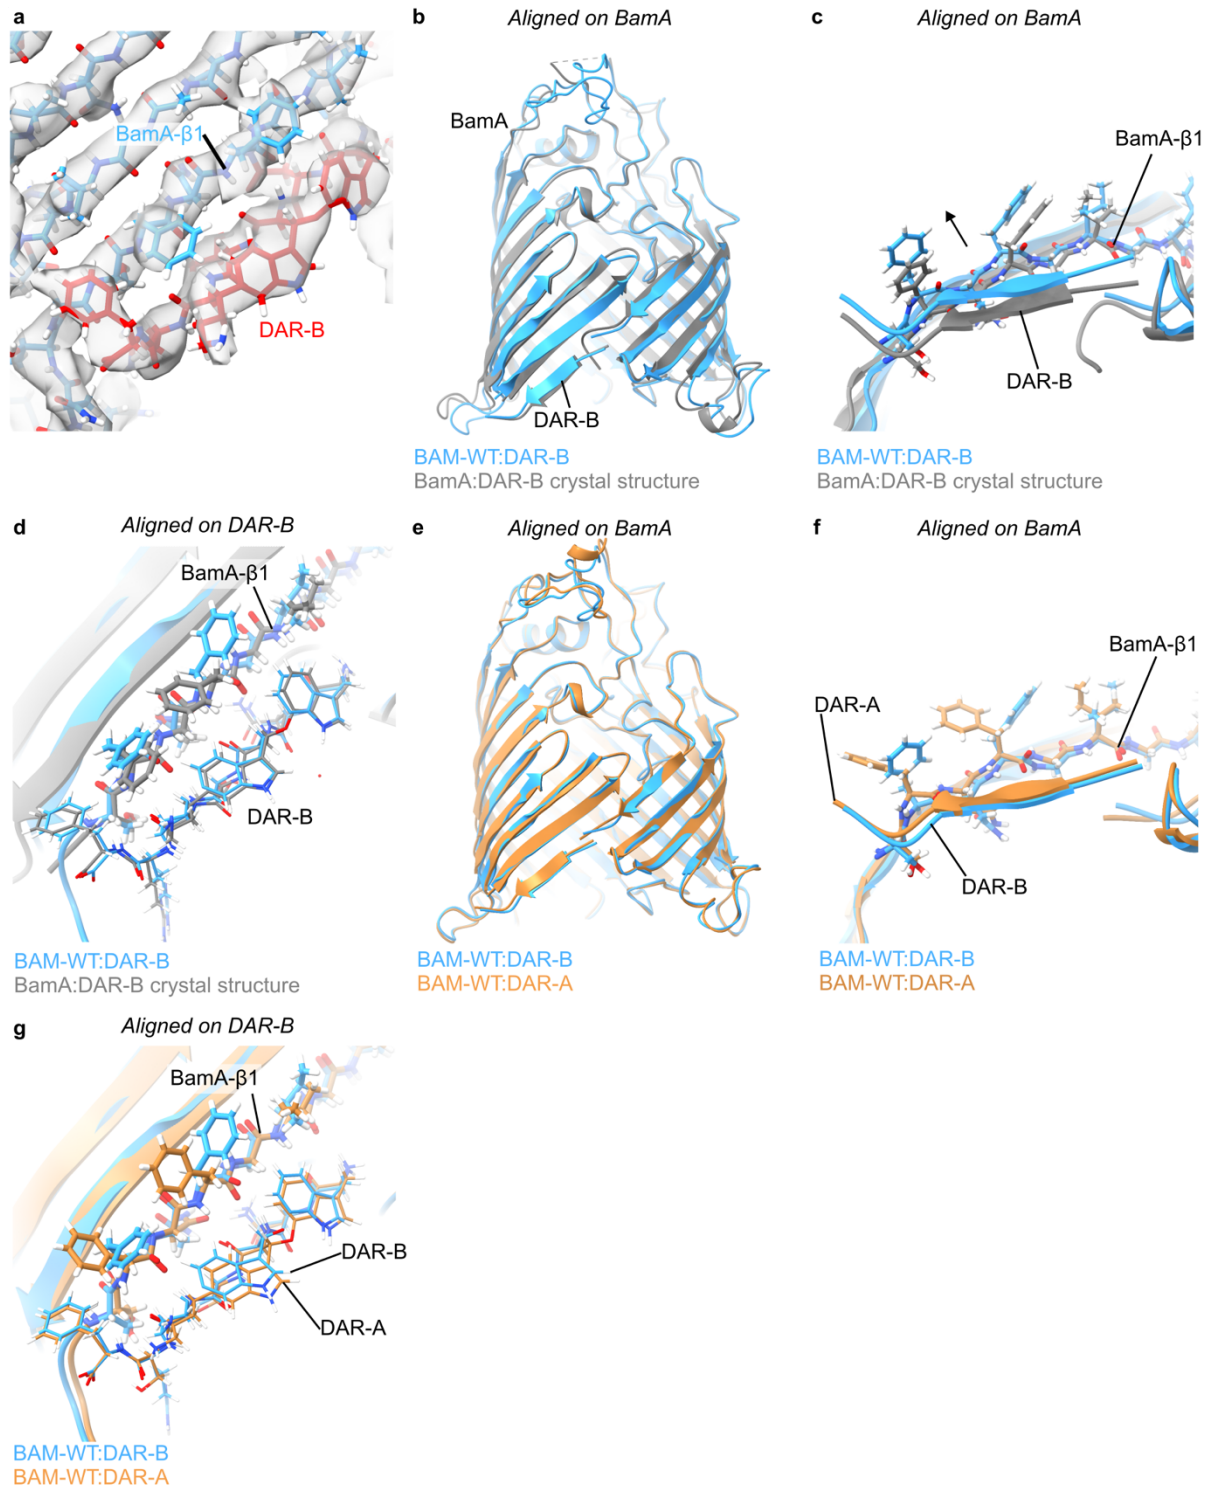 a
BamA-β1
DAR-B
b
Aligned on BamA
BamA
DAR-B
BAM-WT:DAR-B
BamA:DAR-B crystal structure
c
Aligned on BamA
BamA-β1
DAR-B
BAM-WT:DAR-B
BamA:DAR-B crystal structure
d
Aligned on DAR-B
BamA-β1
DAR-B
BAM-WT:DAR-B
BamA:DAR-B crystal structure
e
Aligned on BamA
BAM-WT:DAR-B
BAM-WT:DAR-A
f
Aligned on BamA
BamA-β1
DAR-A
DAR-B
BAM-WT:DAR-B
BAM-WT:DAR-A
g
Aligned on DAR-B
BamA-β1
DAR-B
DAR-A
BAM-WT:DAR-B
BAM-WT:DAR-A